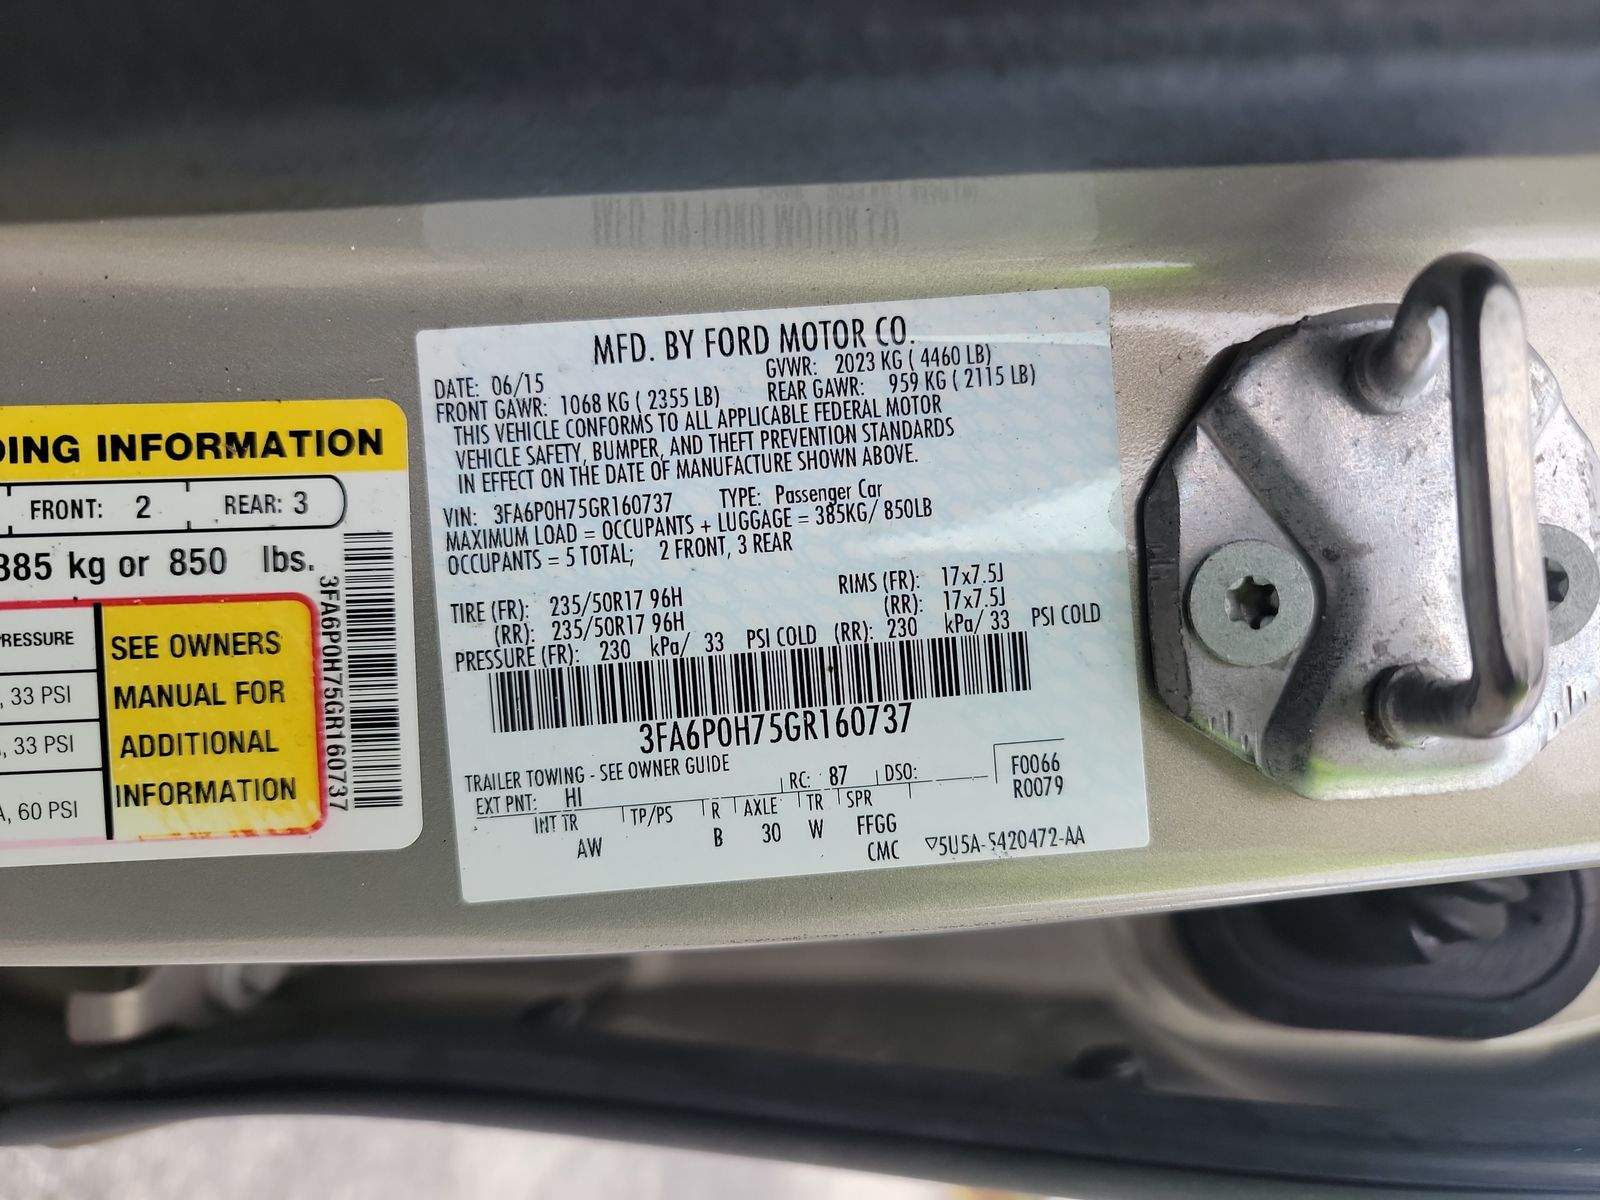 DING INFORMATION
FRONT: 2 REAR: 3
385 kg or 850 lbs.
PRESSURE
, 33 PSI
, 33 PSI
A, 60 PSI
SEE OWNERS
MANUAL FOR
ADDITIONAL
INFORMATION
3FA6P0H75GR160737
MFD. BY FORD MOTOR CO.
DATE: 06/15 GVWR: 2023 KG ( 4460 LB)
FRONT GAWR: 1068 KG ( 2355 LB) REAR GAWR: 959 KG ( 2115 LB)
THIS VEHICLE CONFORMS TO ALL APPLICABLE FEDERAL MOTOR
VEHICLE SAFETY, BUMPER, AND THEFT PREVENTION STANDARDS
IN EFFECT ON THE DATE OF MANUFACTURE SHOWN ABOVE.
VIN: 3FA6P0H75GR160737 TYPE: Passenger Car
MAXIMUM LOAD = OCCUPANTS + LUGGAGE = 385KG/ 850LB
OCCUPANTS = 5 TOTAL; 2 FRONT, 3 REAR
TIRE (FR): 235/50R17 96H RIMS (FR): 17x7.5J
(RR): 235/50R17 96H (RR): 17x7.5J
PRESSURE (FR): 230 kPa/ 33 PSI COLD (RR): 230 kPa/ 33 PSI COLD
3FA6P0H75GR160737
TRAILER TOWING - SEE OWNER GUIDE
EXT PNT: HI RC: 87 DSO: F0066
R0079
INT TR TP/PS R AXLE TR SPR
AW B 30 W FFGG
CMC ▽5U5A-5420472-AA